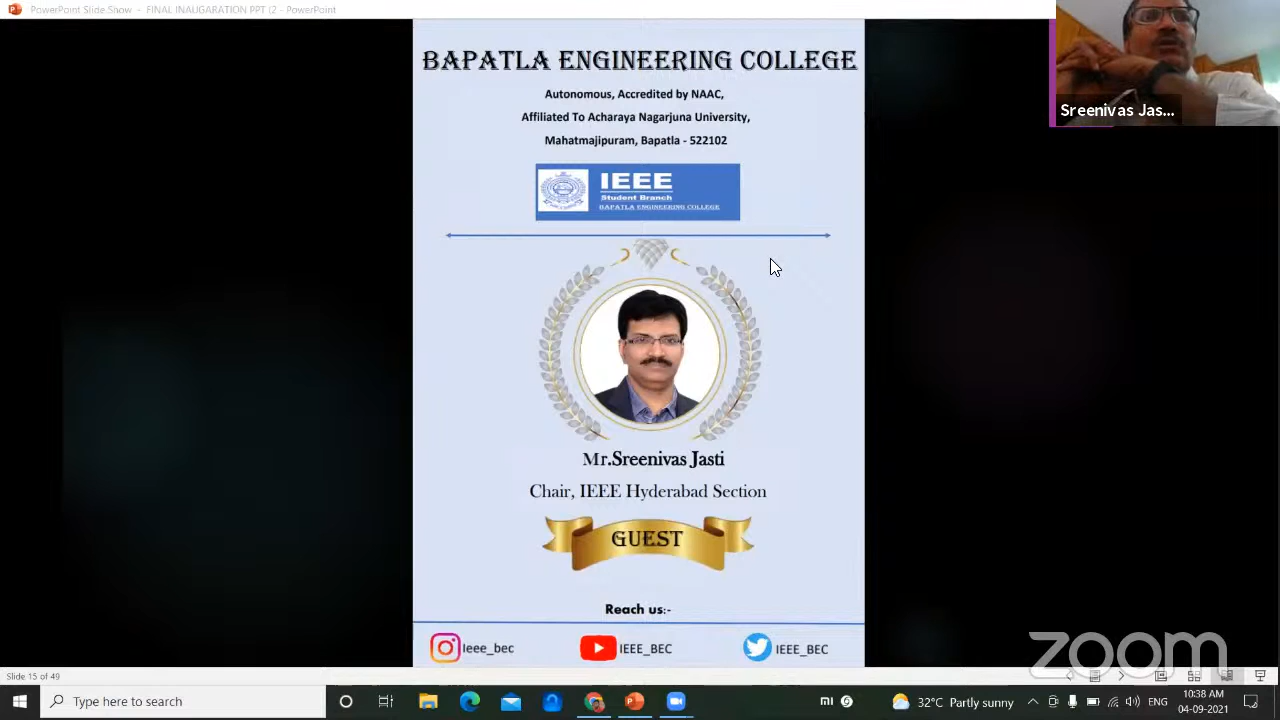 PowerPoint Slide Show - FINAL INAUGARATION PPT (2 - PowerPoint
Sreenivas Jas...
BAPATLA ENGINEERING COLLEGE
Autonomous, Accredited by NAAC,
Affiliated To Acharaya Nagarjuna University,
Mahatmajipuram, Bapatla - 522102
IEEE
Student Branch
BAPATLA ENGINEERING COLLEGE
Mr.Sreenivas Jasti
Chair, IEEE Hyderabad Section
GUEST
Reach us:-
Ieee_bec
IEEE_BEC
IEEE_BEC
zoom
Slide 15 of 49
Type here to search
32°C Partly sunny
ENG
10:38 AM
04-09-2021